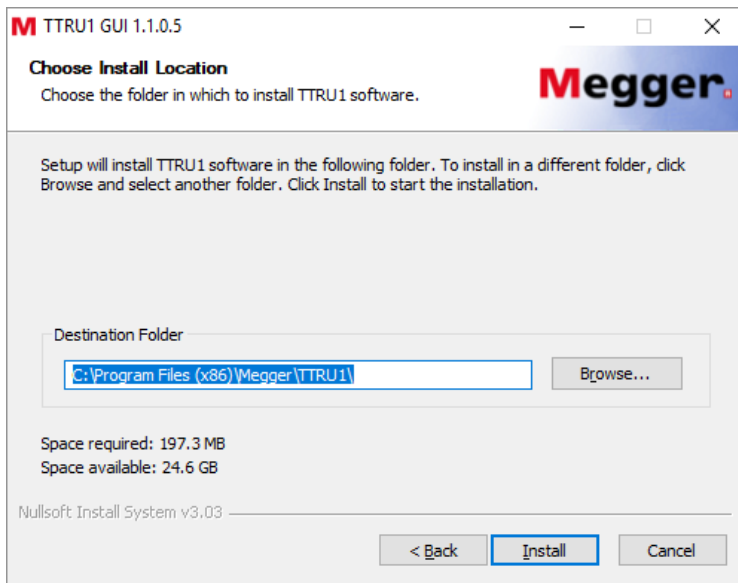 TTRU1 GUI 1.1.0.5
Choose Install Location
Choose the folder in which to install TTRU1 software.
Megger.
Setup will install TTRU1 software in the following folder. To install in a different folder, click
Browse and select another folder. Click Install to start the installation.
Destination Folder
C:\Program Files (x86)\Megger\TTRU1\
Browse...
Space required: 197.3 MB
Space available: 24.6 GB
Nullsoft Install System v3.03
< Back
Install
Cancel